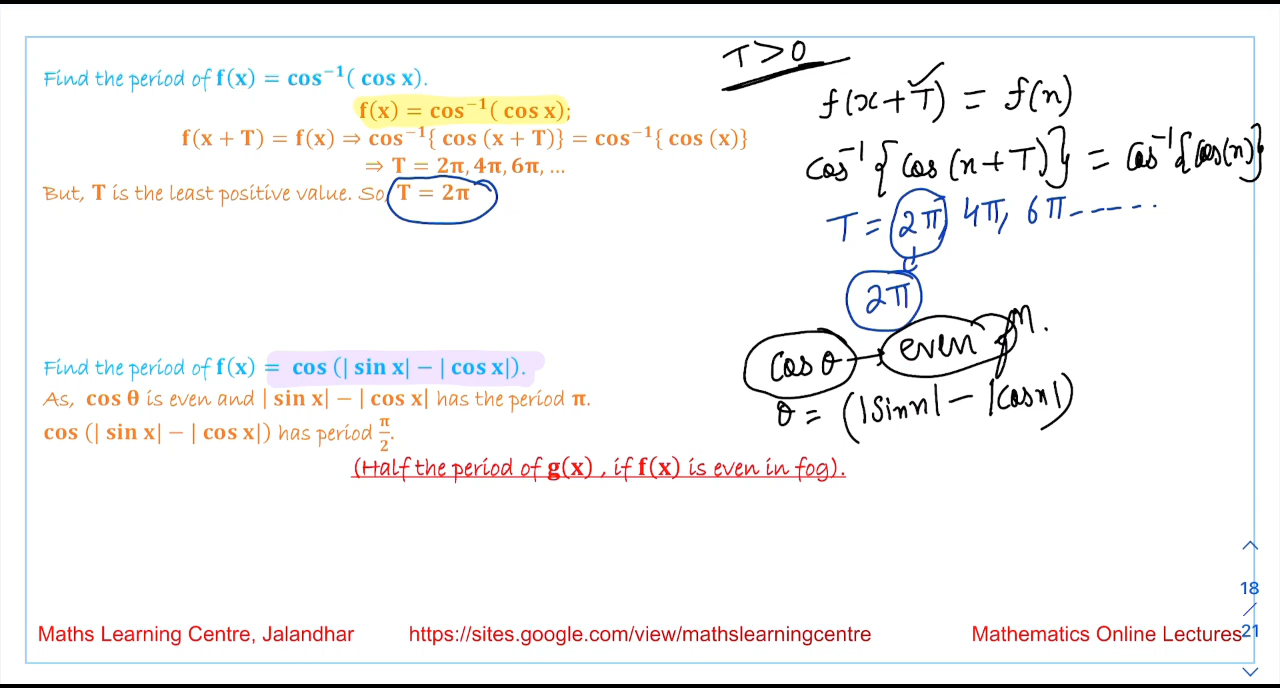 Find the period of f(x) = cos⁻¹( cos x).
f(x) = cos⁻¹( cos x);
f(x + T) = f(x) ⇒ cos⁻¹{ cos (x + T)} = cos⁻¹{ cos (x)}
⇒ T = 2π, 4π, 6π, ...
But, T is the least positive value. So, T = 2π
T > 0
f(x + T) = f(x)
cos⁻¹{cos (x + T)} = cos⁻¹{cos(x)}
T = 2π, 4π, 6π ------
2π
cos θ → even fn.
θ = (|sinx| − |cosx|)
Find the period of f(x) = cos (| sin x| − | cos x|).
As, cos θ is even and | sin x| − | cos x| has the period π.
cos (| sin x| − | cos x|) has period π/2.
(Half the period of g(x) , if f(x) is even in fog).
18
/
21
Maths Learning Centre, Jalandhar https://sites.google.com/view/mathslearningcentre Mathematics Online Lectures